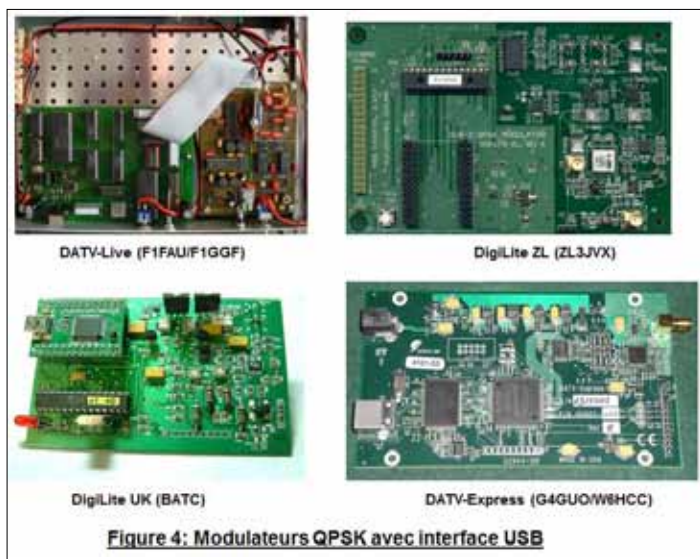 DATV-Live (F1FAU/F1GGF)
DigiLite ZL (ZL3JVX)
DigiLite UK (BATC)
DATV-Express (G4GUO/W6HCC)
Figure 4: Modulateurs QPSK avec interface USB